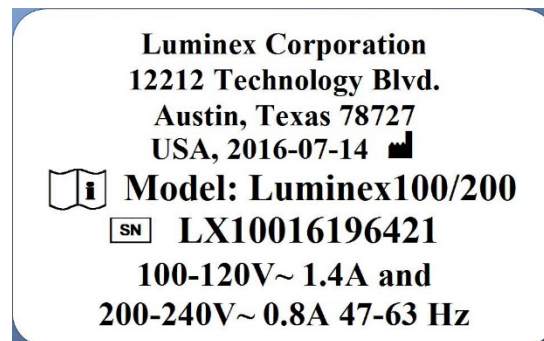 Luminex Corporation
12212 Technology Blvd.
Austin, Texas 78727
USA, 2016-07-14
i Model: Luminex100/200
SN LX10016196421
100-120V~ 1.4A and
200-240V~ 0.8A 47-63 Hz